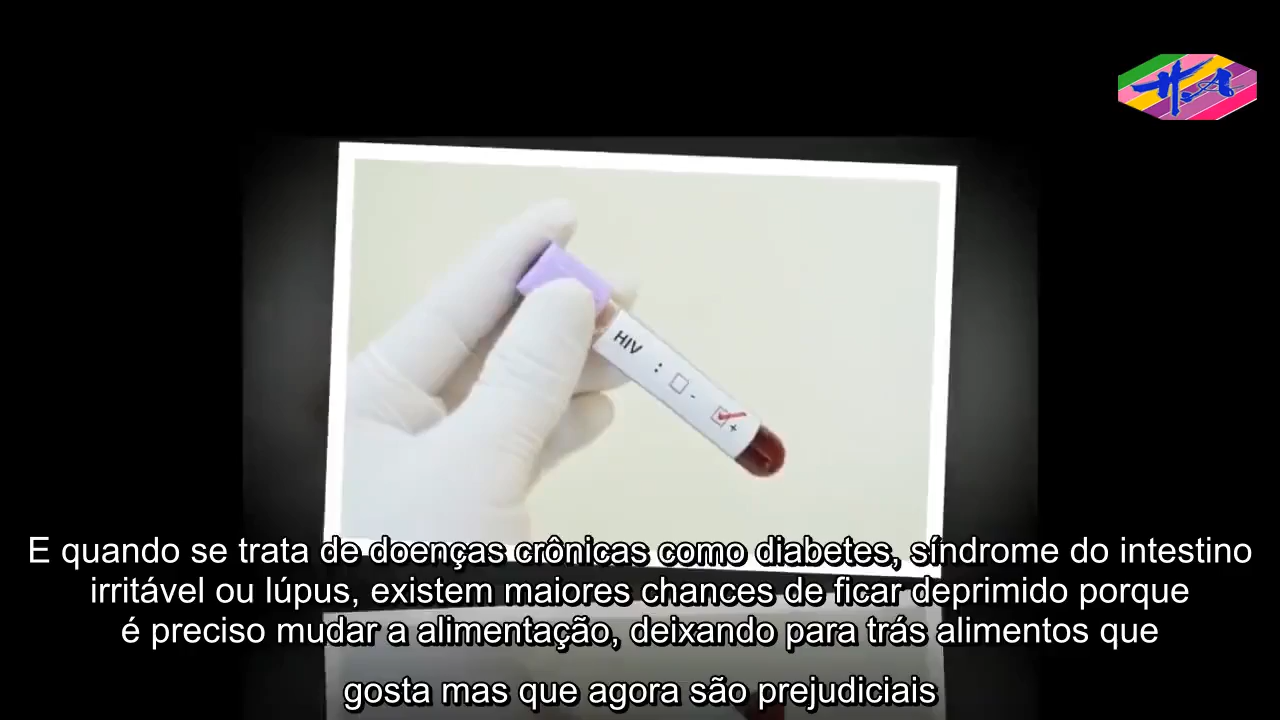 HA
HIV : -
+
E quando se trata de doenças crônicas como diabetes, síndrome do intestino
irritável ou lúpus, existem maiores chances de ficar deprimido porque
é preciso mudar a alimentação, deixando para trás alimentos que
gosta mas que agora são prejudiciais